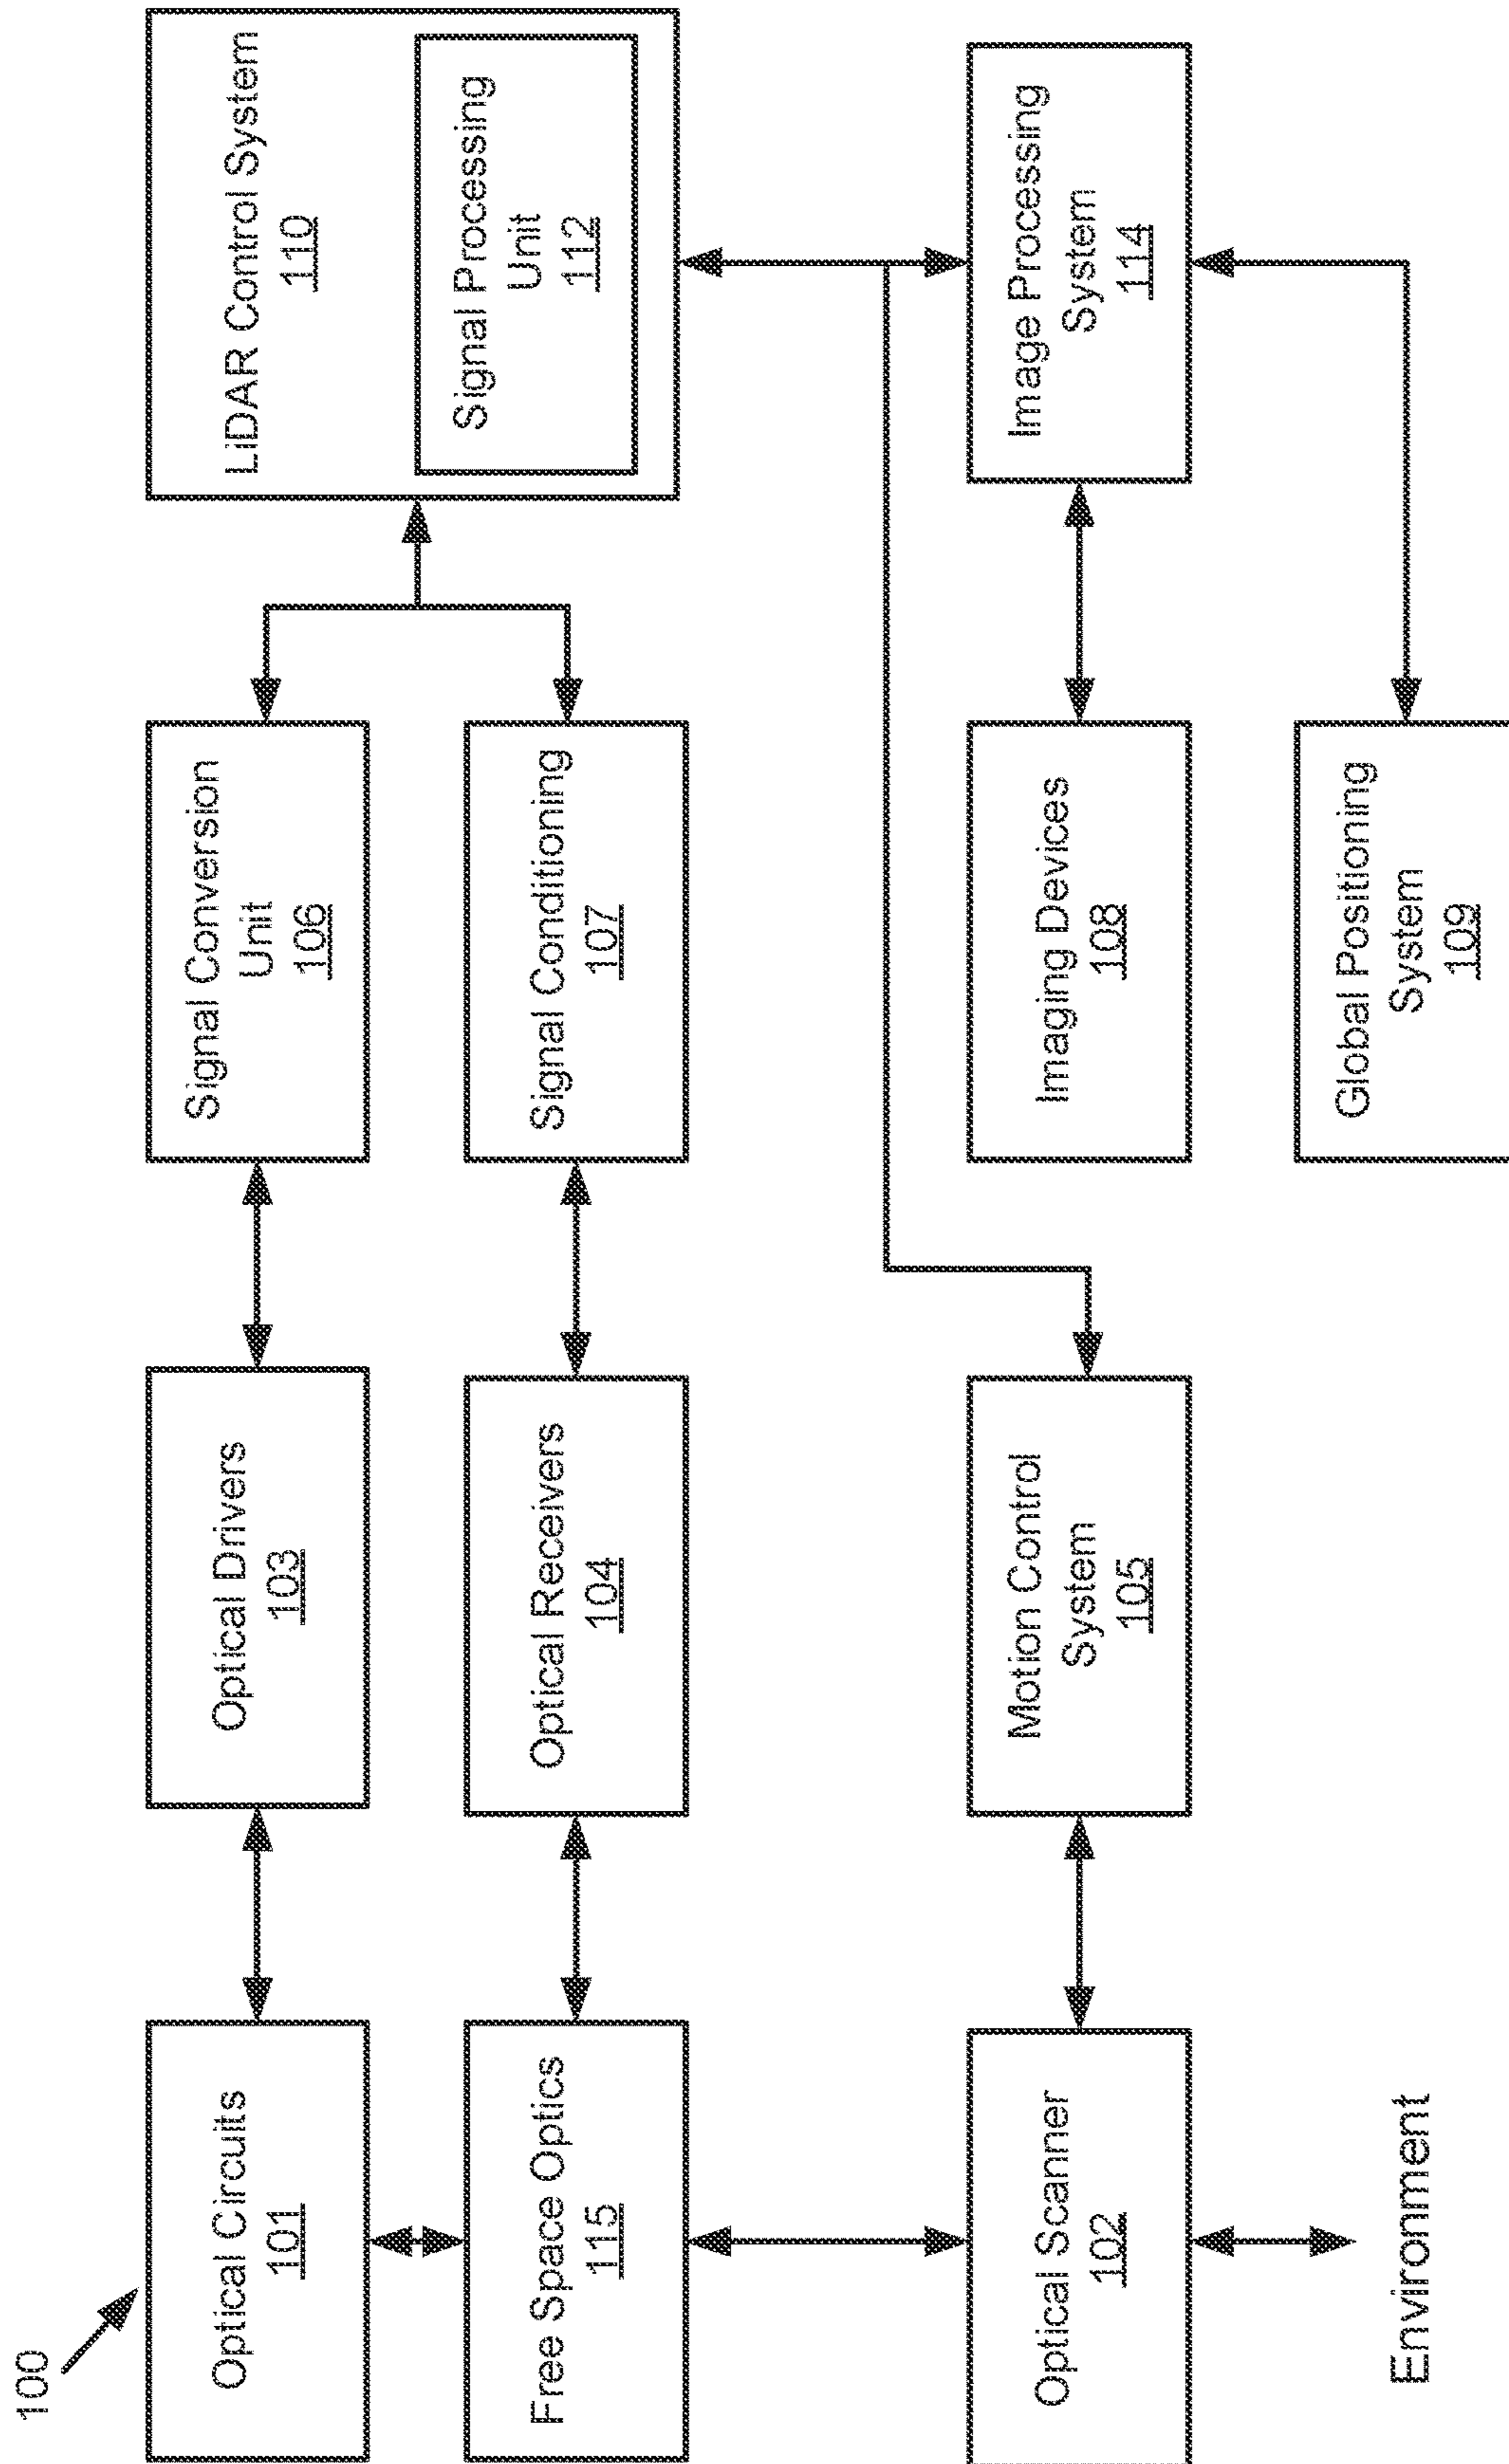 100
Optical Circuits
101
Optical Drivers
103
Signal Conversion
Unit
106
LiDAR Control System
110
Signal Processing
Unit
112
Free Space Optics
115
Optical Receivers
104
Signal Conditioning
107
Optical Scanner
102
Motion Control
System
105
Imaging Devices
108
Image Processing
System
114
Environment
Global Positioning
System
109